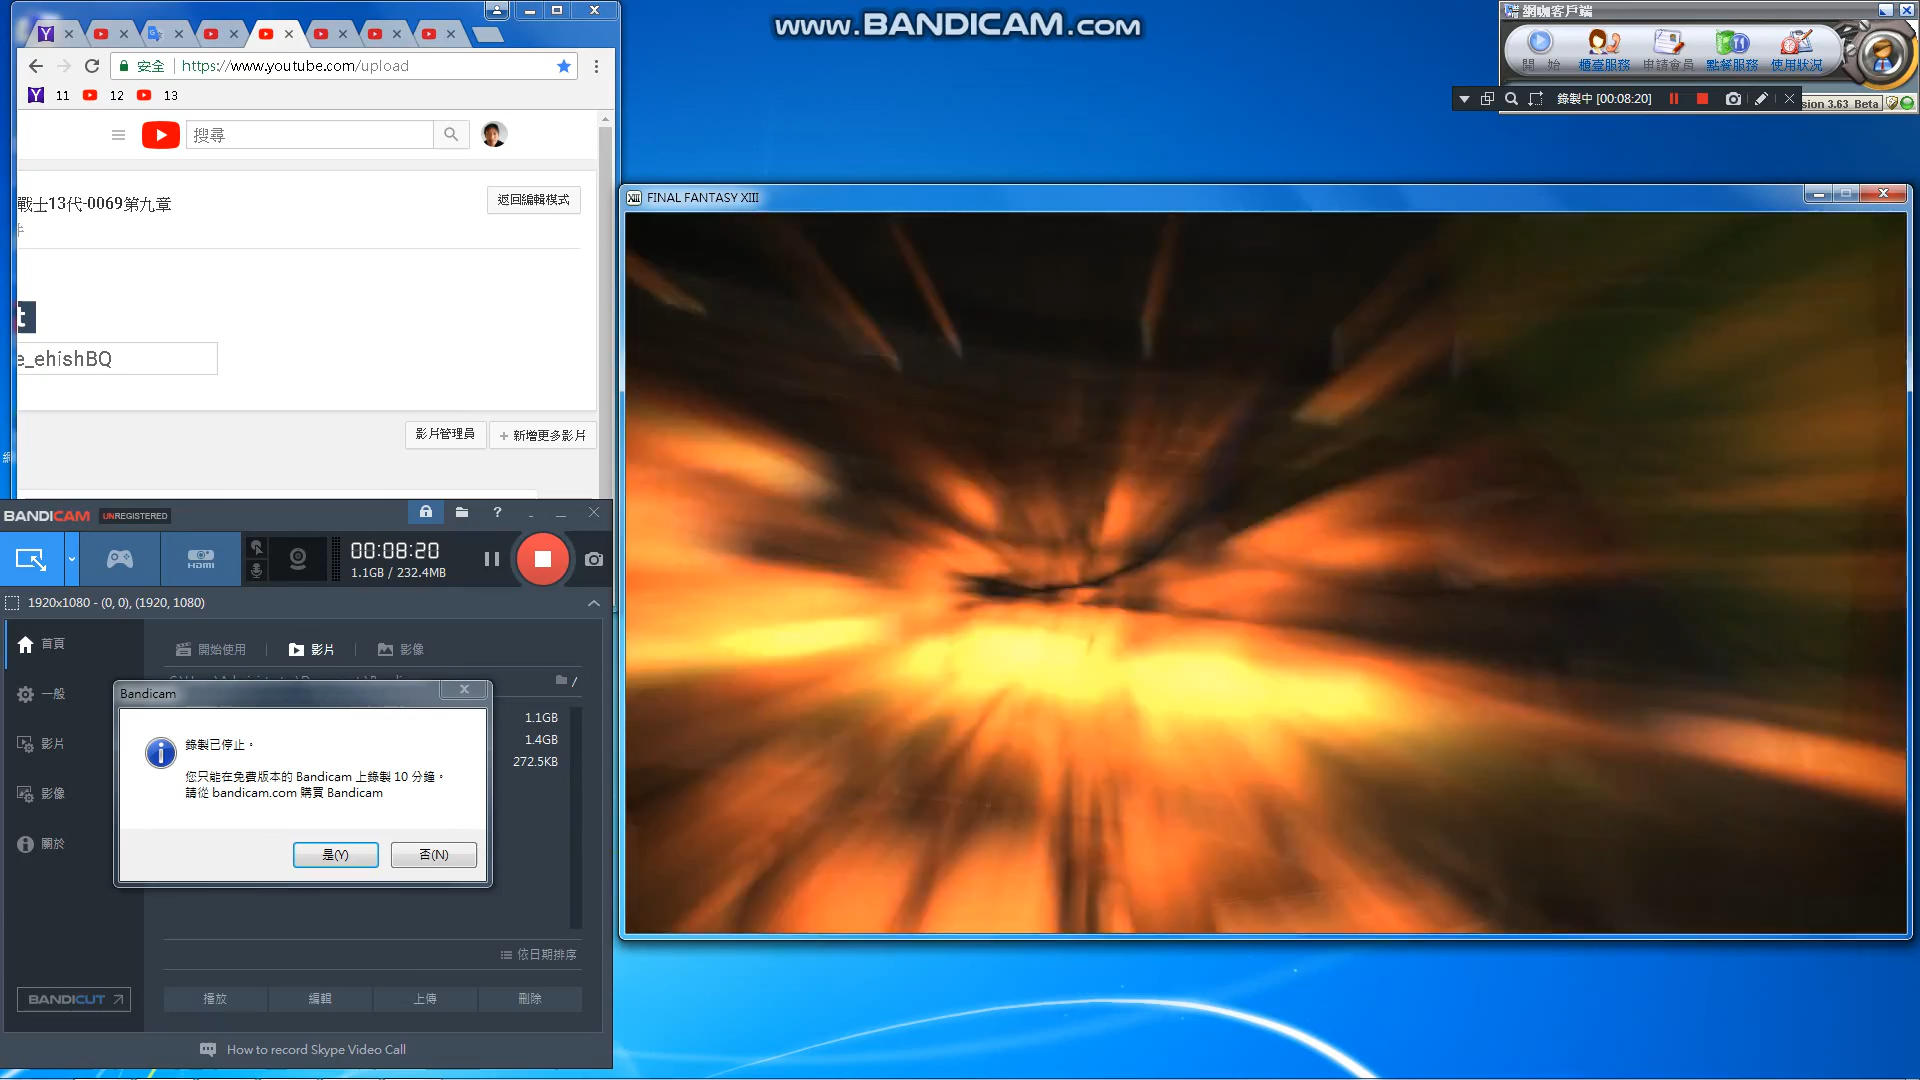 www.BANDICAM.com
網咖客戶端
開 始
櫃臺服務
申請會員
點餐服務
使用狀況
錄製中 [00:08:20]
sion 3.63 Beta
安全
https://www.youtube.com/upload
11
12
13
搜尋
戰士13代-0069第九章
返回編輯模式
t
e_ehishBQ
影片管理員
+ 新增更多影片
FINAL FANTASY XIII
BANDICAM
UNREGISTERED
00:08:20
1.1GB / 232.4MB
HDMI
1920x1080 - (0, 0), (1920, 1080)
首頁
一般
影片
影像
關於
開始使用
影片
影像
1.1GB
1.4GB
272.5KB
Bandicam
錄製已停止。
您只能在免費版本的 Bandicam 上錄製 10 分鐘。
請從 bandicam.com 購買 Bandicam
是(Y)
否(N)
依日期排序
播放
編輯
上傳
刪除
BANDICUT
How to record Skype Video Call